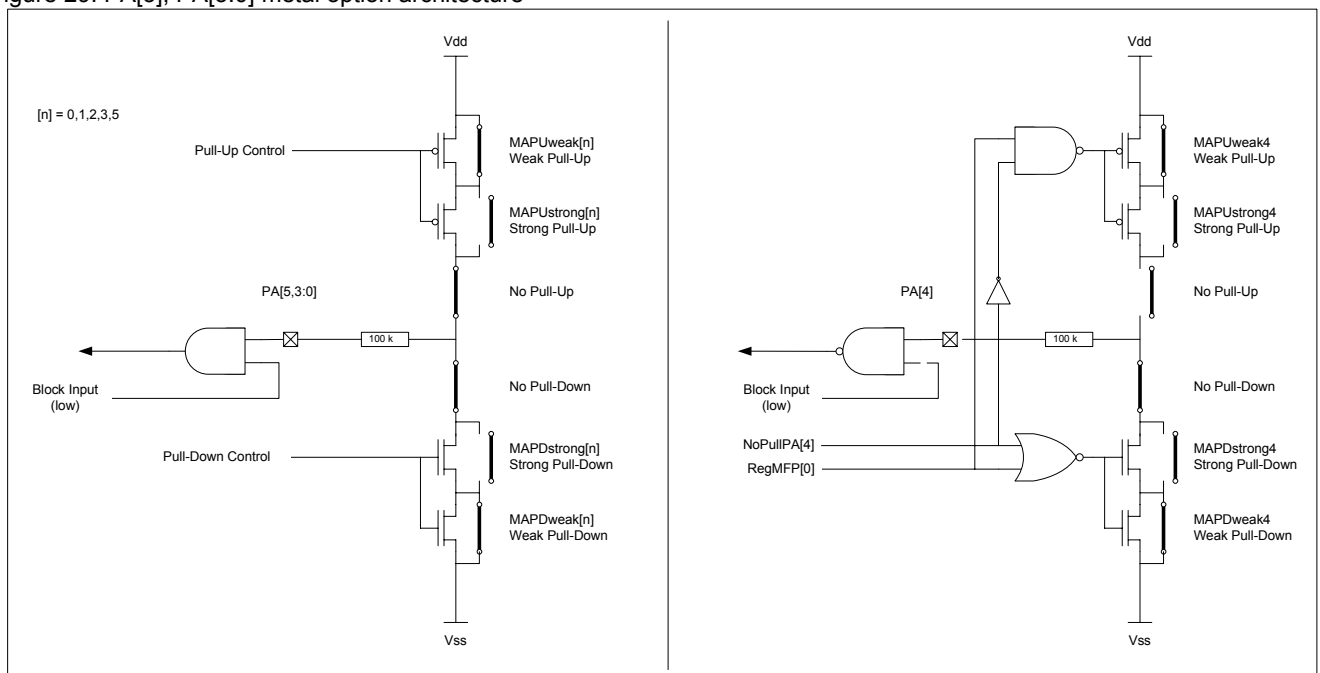 metal option architecture
Vdd
[n] = 0,1,2,3,5
Pull-Up Control
MAPUweak[n]
Weak Pull-Up
MAPUstrong[n]
Strong Pull-Up
PA[5,3:0]
No Pull-Up
100 k
Block Input
(low)
No Pull-Down
Pull-Down Control
MAPDstrong[n]
Strong Pull-Down
MAPDweak[n]
Weak Pull-Down
Vss
Vdd
MAPUweak4
Weak Pull-Up
MAPUstrong4
Strong Pull-Up
PA[4]
No Pull-Up
100 k
Block Input
(low)
No Pull-Down
NoPullPA[4]
RegMFP[0]
MAPDstrong4
Strong Pull-Down
MAPDweak4
Weak Pull-Down
Vss